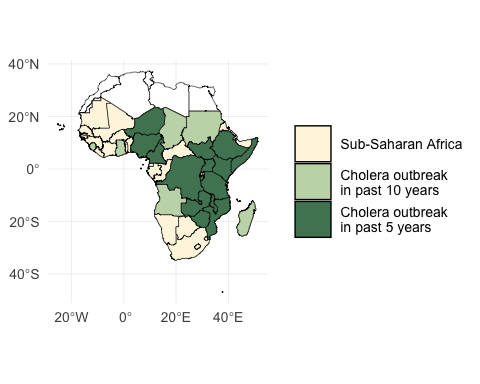 40°N
20°N
0°
20°S
40°S
20°W
0°
20°E
40°E
Sub-Saharan Africa
Cholera outbreak
in past 10 years
Cholera outbreak
in past 5 years